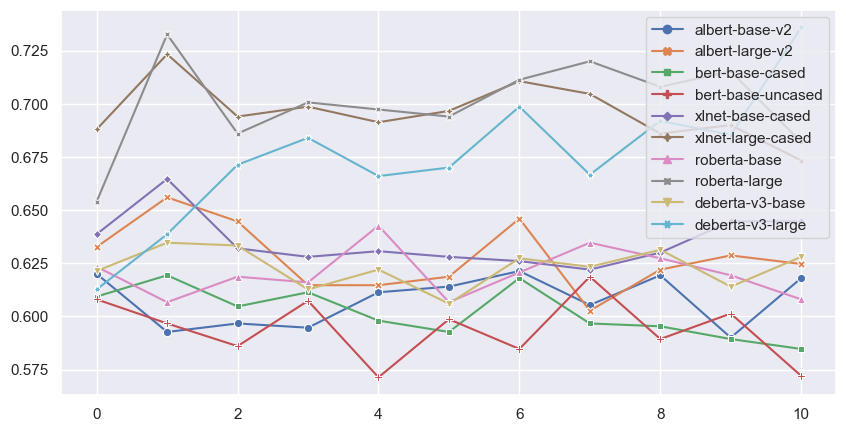 0.725
0.700
0.675
0.650
0.625
0.600
0.575
0 2 4 6 8 10
albert-base-v2
albert-large-v2
bert-base-cased
bert-base-uncased
xlnet-base-cased
xlnet-large-cased
roberta-base
roberta-large
deberta-v3-base
deberta-v3-large